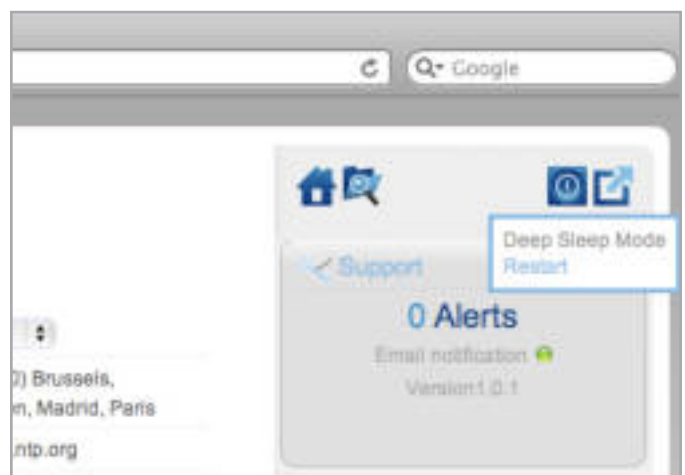 Google
Deep Sleep Mode
Restart
Support
0 Alerts
Email notification
Version1.0.1
0) Brussels,
n, Madrid, Paris
.ntp.org